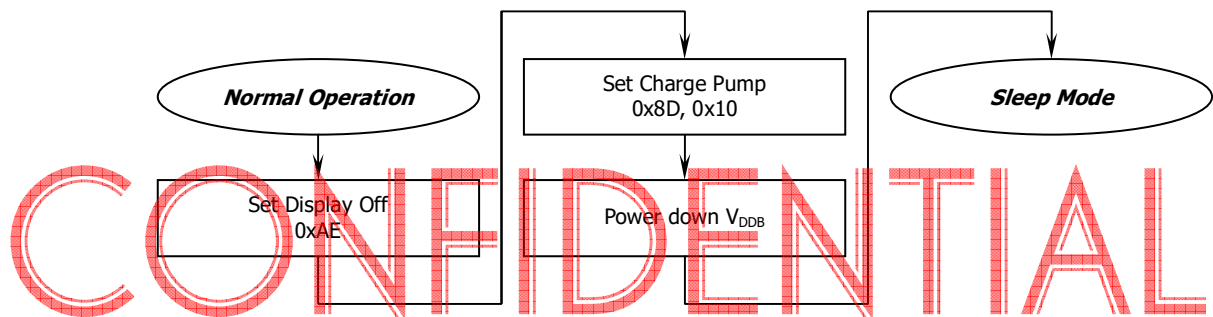 Normal Operation
Set Display Off
0xAE
Set Charge Pump
0x8D, 0x10
Power down VDDB
Sleep Mode
CONFIDENTIAL